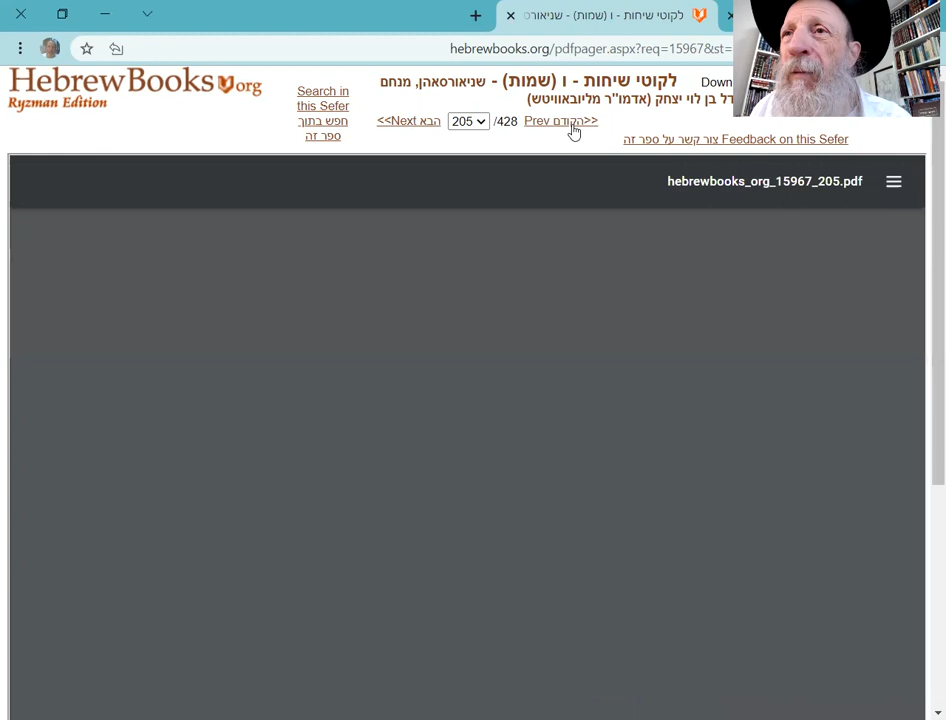 לקוטי שיחות - ו (שמות) - שניאורסו
hebrewbooks.org/pdfpager.aspx?req=15967&st=
HebrewBooks.org
Ryzman Edition
Search in
this Sefer
חפש בתוך
ספר זה
לקוטי שיחות - ו (שמות) - שניאורסאהן, מנחם
דל בן לוי יצחק (אדמו"ר מליובאוויטש)
Down
<<Next הבא 205 /428 Prev הקודם>>
Feedback on this Sefer צור קשר על ספר זה
hebrewbooks_org_15967_205.pdf